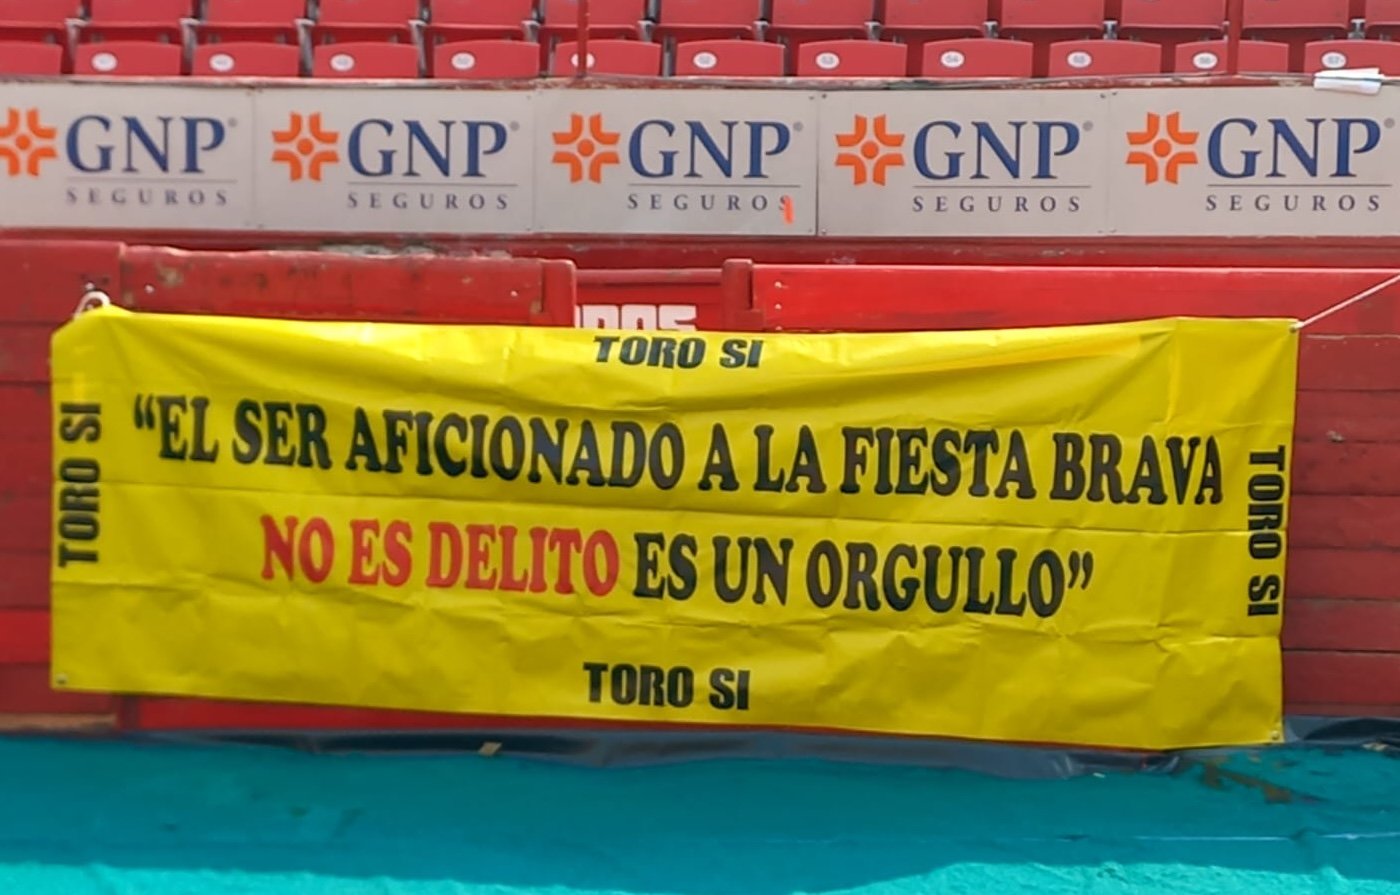 GNP®
SEGUROS
GNP®
SEGUROS
GNP®
SEGUROS
GNP®
SEGUROS
GNP®
SEGUROS
TORO SI
TORO SI
“EL SER AFICIONADO A LA FIESTA BRAVA
NO ES DELITO ES UN ORGULLO”
TORO SI
TORO SI